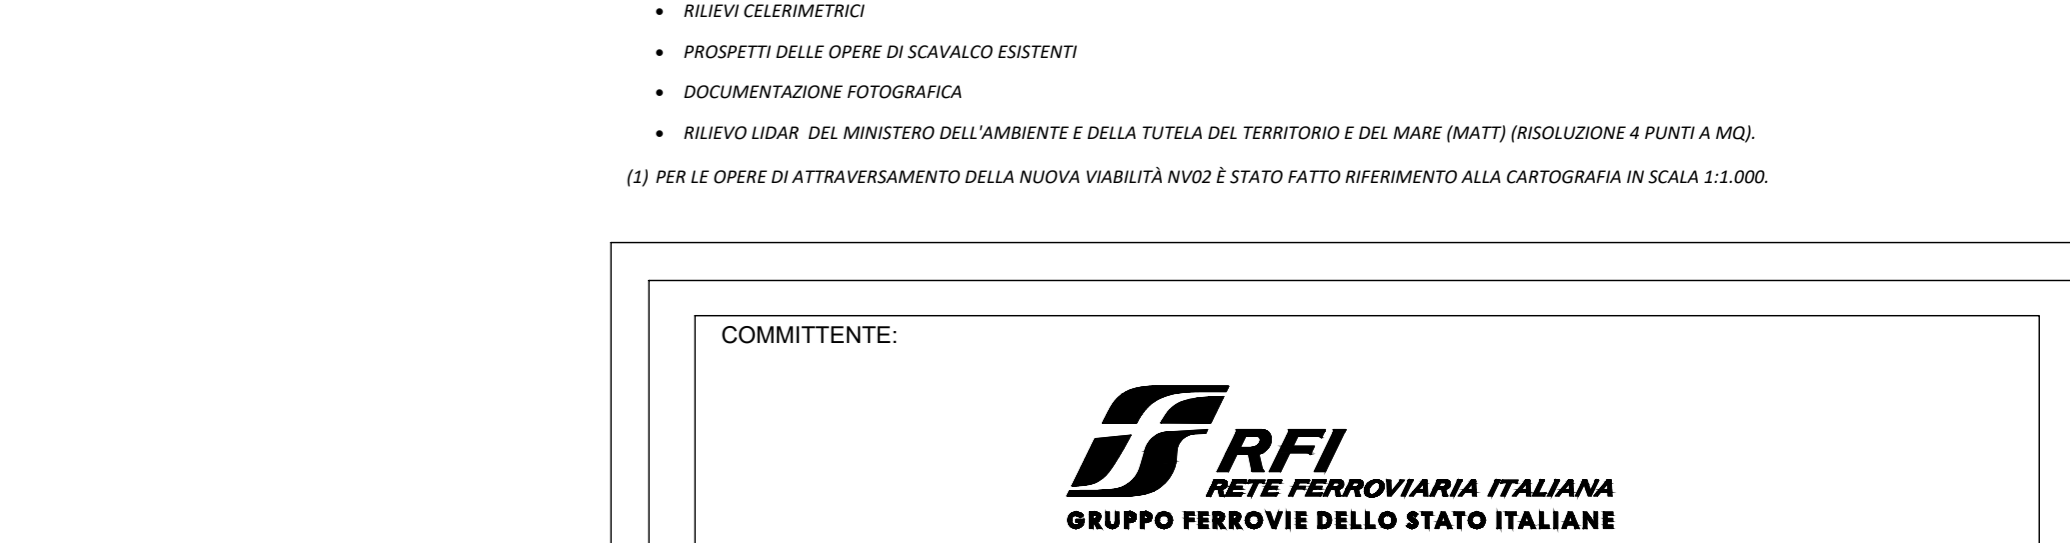 • RILIEVI CELERIMETRICI
• PROSPETTI DELLE OPERE DI SCAVALCO ESISTENTI
• DOCUMENTAZIONE FOTOGRAFICA
• RILIEVO LIDAR  DEL MINISTERO DELL'AMBIENTE E DELLA TUTELA DEL TERRITORIO E DEL MARE (MATT) (RISOLUZIONE 4 PUNTI A MQ).
(1) PER LE OPERE DI ATTRAVERSAMENTO DELLA NUOVA VIABILITÀ NV02 È STATO FATTO RIFERIMENTO ALLA CARTOGRAFIA IN SCALA 1:1.000.
COMMITTENTE:
RFI
RETE FERROVIARIA ITALIANA
GRUPPO FERROVIE DELLO STATO ITALIANE